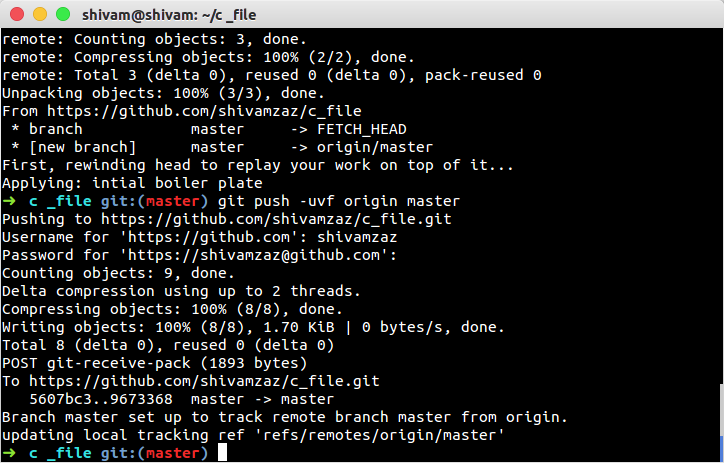 shivam@shivam: ~/c _file
remote: Counting objects: 3, done.
remote: Compressing objects: 100% (2/2), done.
remote: Total 3 (delta 0), reused 0 (delta 0), pack-reused 0
Unpacking objects: 100% (3/3), done.
From https://github.com/shivamzaz/c_file
 * branch            master     -> FETCH_HEAD
 * [new branch]      master     -> origin/master
First, rewinding head to replay your work on top of it...
Applying: intial boiler plate
➜  c _file git:(master) git push -uvf origin master
Pushing to https://github.com/shivamzaz/c_file.git
Username for 'https://github.com': shivamzaz
Password for 'https://shivamzaz@github.com':
Counting objects: 9, done.
Delta compression using up to 2 threads.
Compressing objects: 100% (8/8), done.
Writing objects: 100% (8/8), 1.70 KiB | 0 bytes/s, done.
Total 8 (delta 0), reused 0 (delta 0)
POST git-receive-pack (1893 bytes)
To https://github.com/shivamzaz/c_file.git
   5607bc3..9673368  master -> master
Branch master set up to track remote branch master from origin.
updating local tracking ref 'refs/remotes/origin/master'
➜  c _file git:(master)